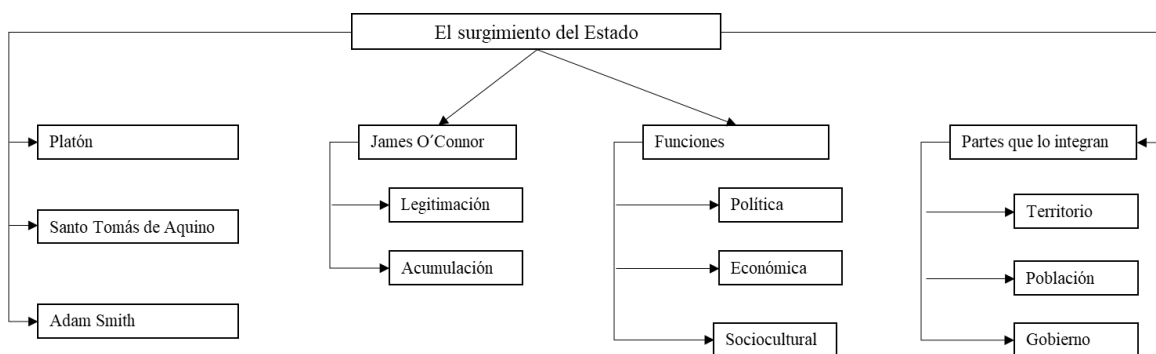 El surgimiento del Estado
Platón
Santo Tomás de Aquino
Adam Smith
James O´Connor
Legitimación
Acumulación
Funciones
Política
Económica
Sociocultural
Partes que lo integran
Territorio
Población
Gobierno